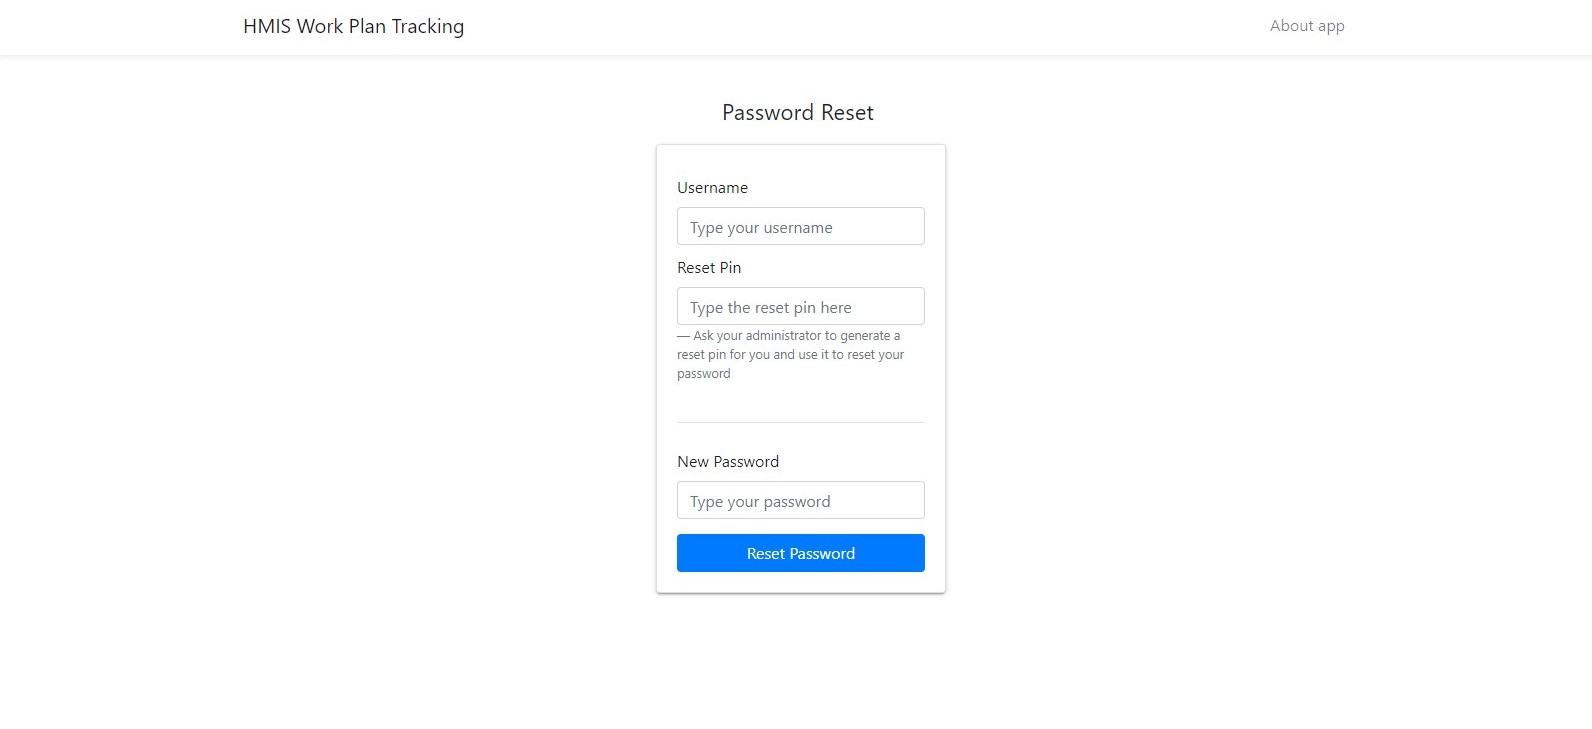 HMIS Work Plan Tracking
About app
Password Reset
Username
Type your username
Reset Pin
Type the reset pin here
— Ask your administrator to generate a
reset pin for you and use it to reset your
password
New Password
Type your password
Reset Password